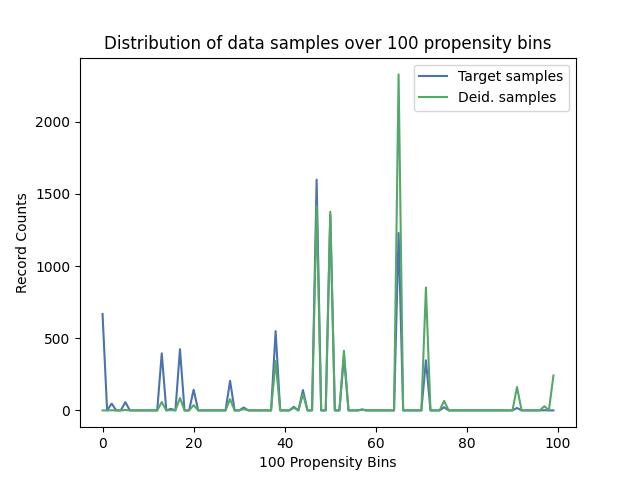 Distribution of data samples over 100 propensity bins
Target samples
Deid. samples
Record Counts
2000
1500
1000
500
0
0 20 40 60 80 100
100 Propensity Bins